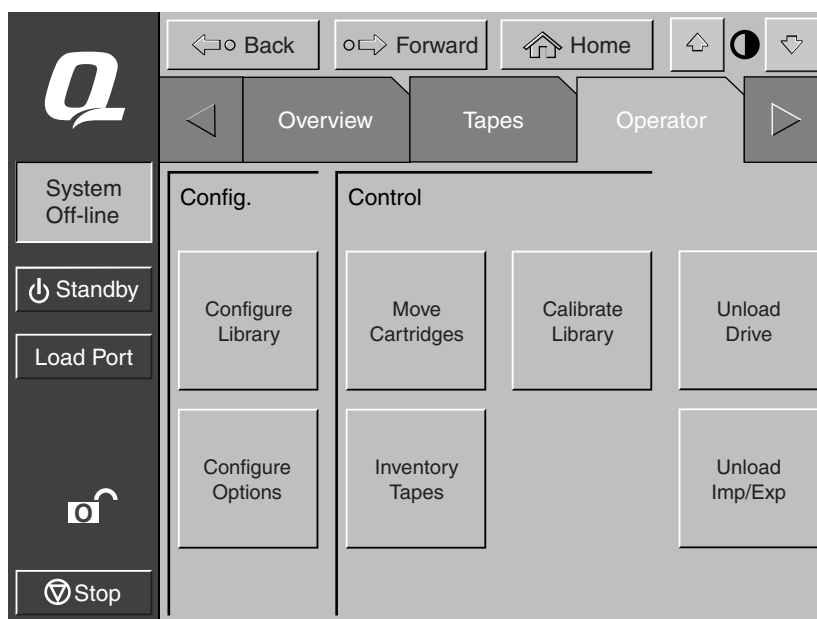 Q
Back
Forward
Home
Overview
Tapes
Operator
System
Off-line
Standby
Load Port
O
Stop
Config.
Control
Configure
Library
Move
Cartridges
Calibrate
Library
Unload
Drive
Configure
Options
Inventory
Tapes
Unload
Imp/Exp